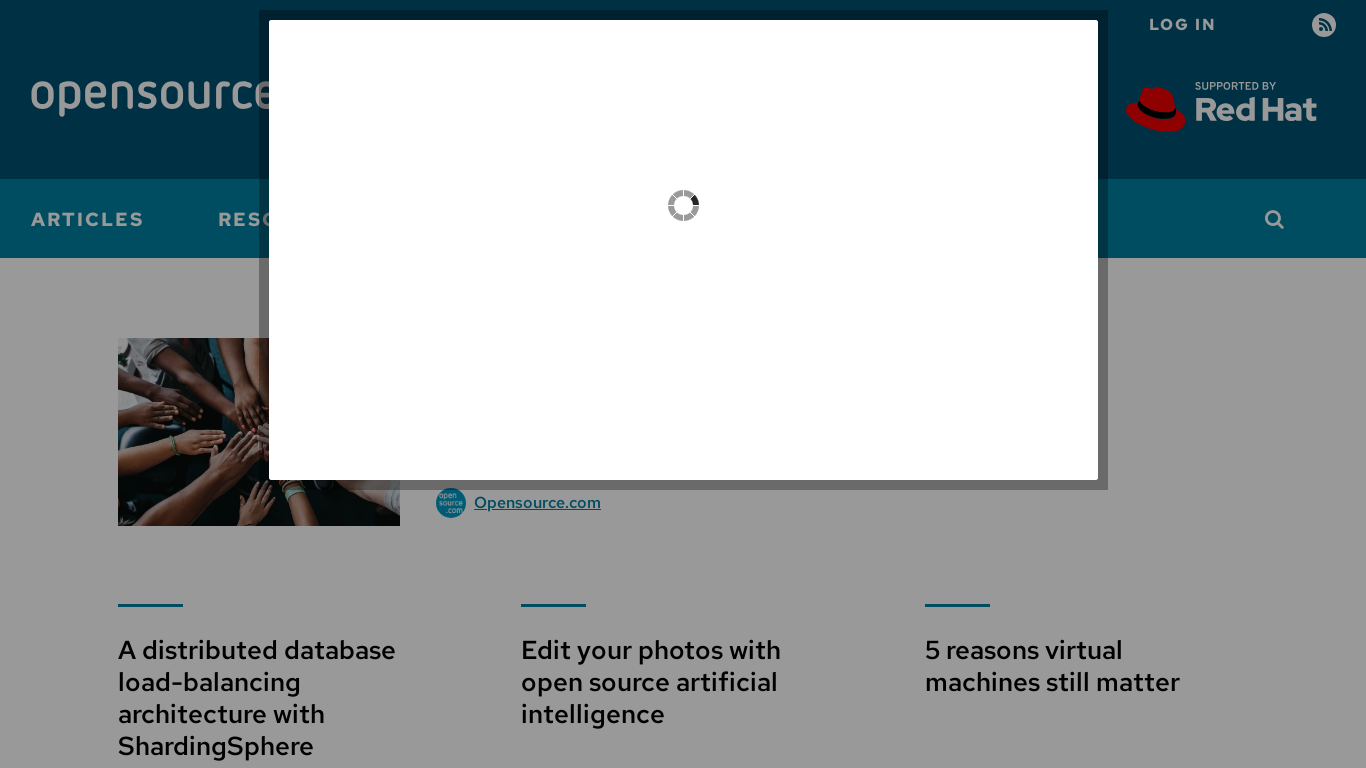 LOG IN
opensource
SUPPORTED BY
Red Hat
ARTICLES
open
source
.com
Opensource.com
A distributed database
load-balancing
architecture with
ShardingSphere
Edit your photos with
open source artificial
intelligence
5 reasons virtual
machines still matter